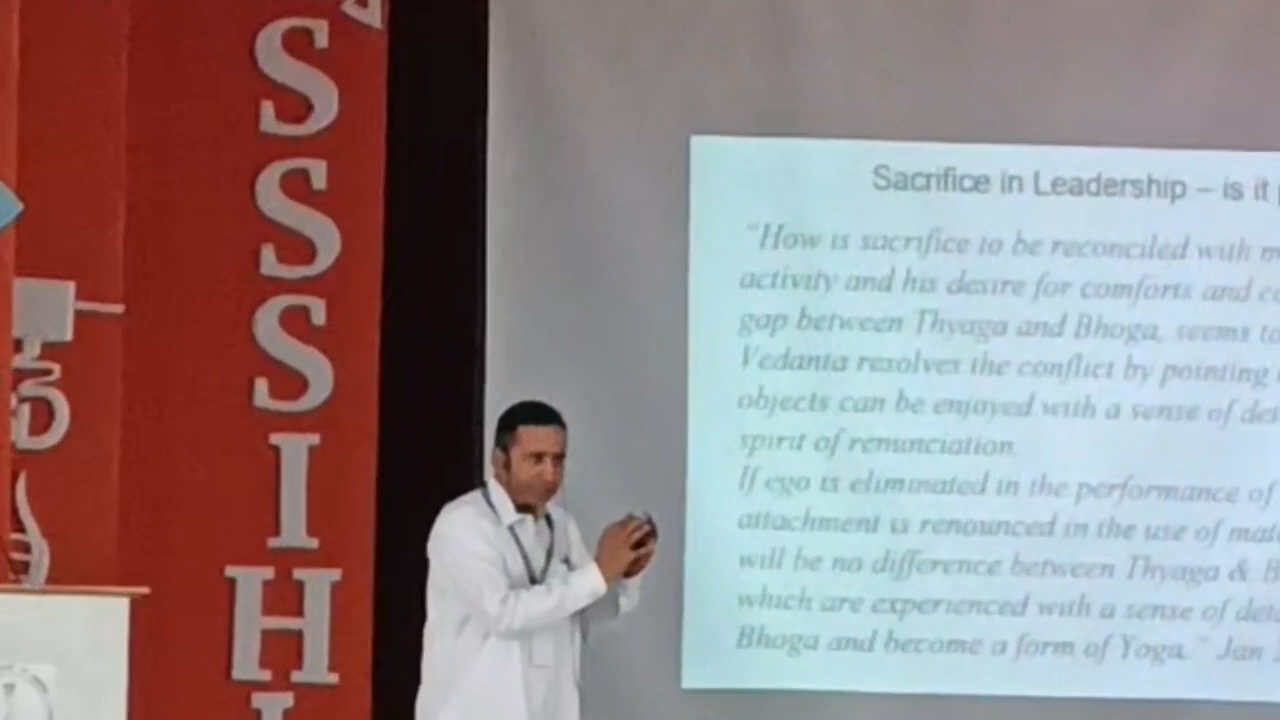 S
S
S
I
H
Sacrifice in Leadership – is it
"How is sacrifice to be reconciled with
activity and his desire for comforts and
gap between Thyaga and Bhoga, seems to
Vedanta resolves the conflict by pointing
objects can be enjoyed with a sense of
spirit of renunciation
If ego is eliminated in the performance of
attachment is renounced in the use of
will be no difference between Thyaga &
which are experienced with a sense of
Bhoga and become a form of Yoga." Jan